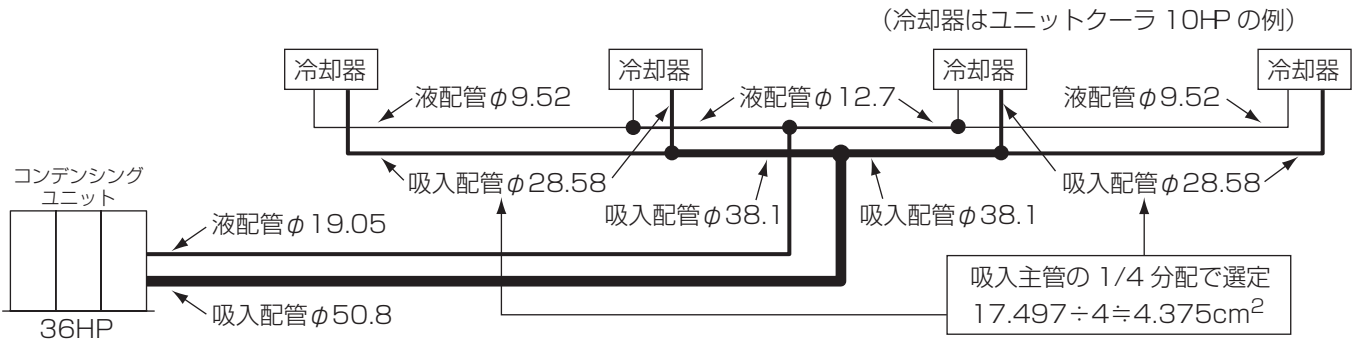 （冷却器はユニットクーラ 10HP の例）
冷却器
冷却器
冷却器
冷却器
液配管φ9.52
液配管φ12.7
液配管φ9.52
吸入配管φ28.58
吸入配管φ38.1
吸入配管φ38.1
吸入配管φ28.58
コンデンシング
ユニット
液配管φ19.05
吸入配管φ50.8
36HP
吸入主管の 1/4 分配で選定
17.497÷4≒4.375cm²